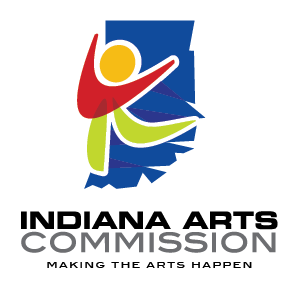 INDIANA ARTS
COMMISSION
MAKING THE ARTS HAPPEN